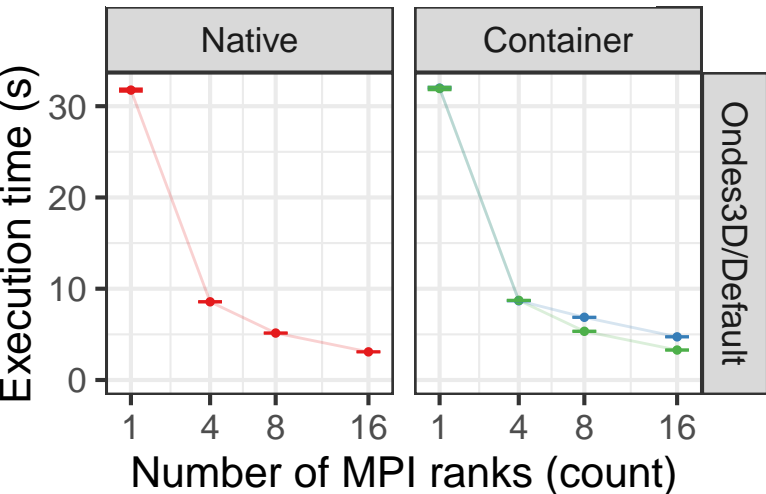 Native
Container
Execution time (s)
30
20
10
0
Ondes3D/Default
1 4 8 16
1 4 8 16
Number of MPI ranks (count)